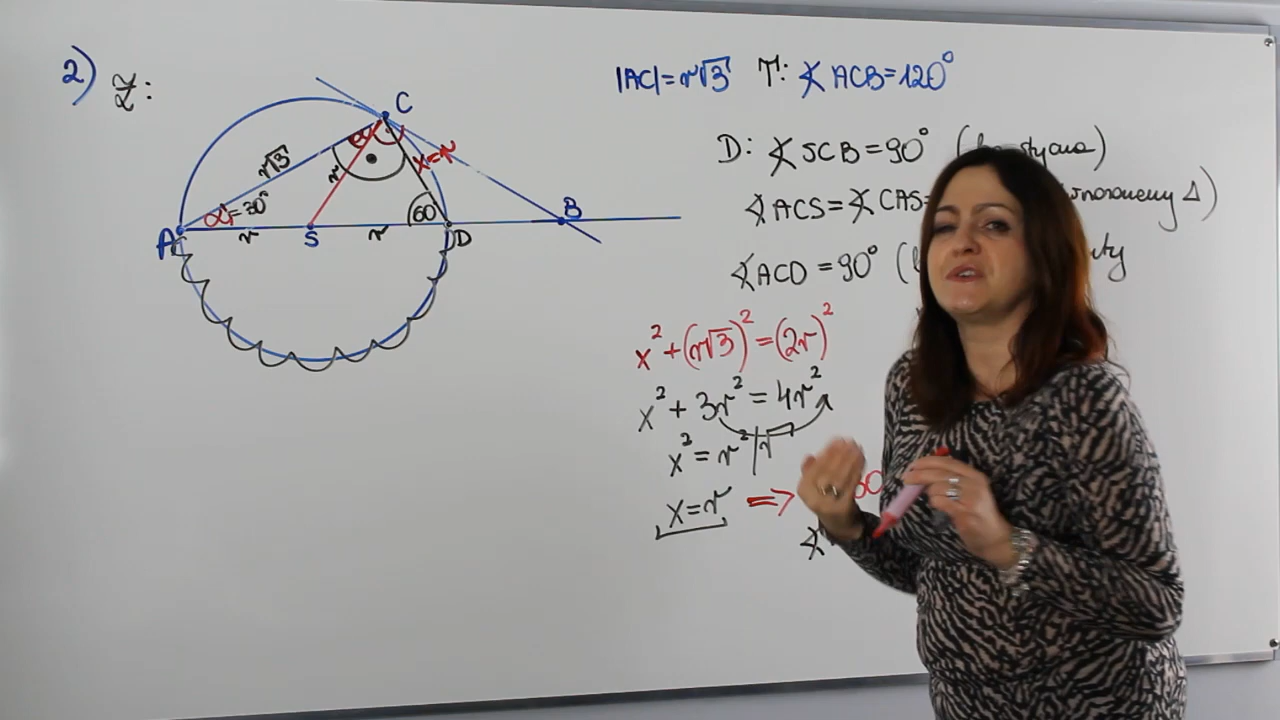 2) Z:
|AC|=r√3 T: ∢ ACB=120°
C
r√3
α
x=r
r
α=30°
60
A
r
S
r
D
B
D: ∢ SCB=90° (
∢ ACS=∢ CAS= równoramienny Δ)
∢ ACD =90° (
x²+(r√3)²=(2r)²
x² + 3r² = 4r²
x² = r² |√
x=r ⇒
∢